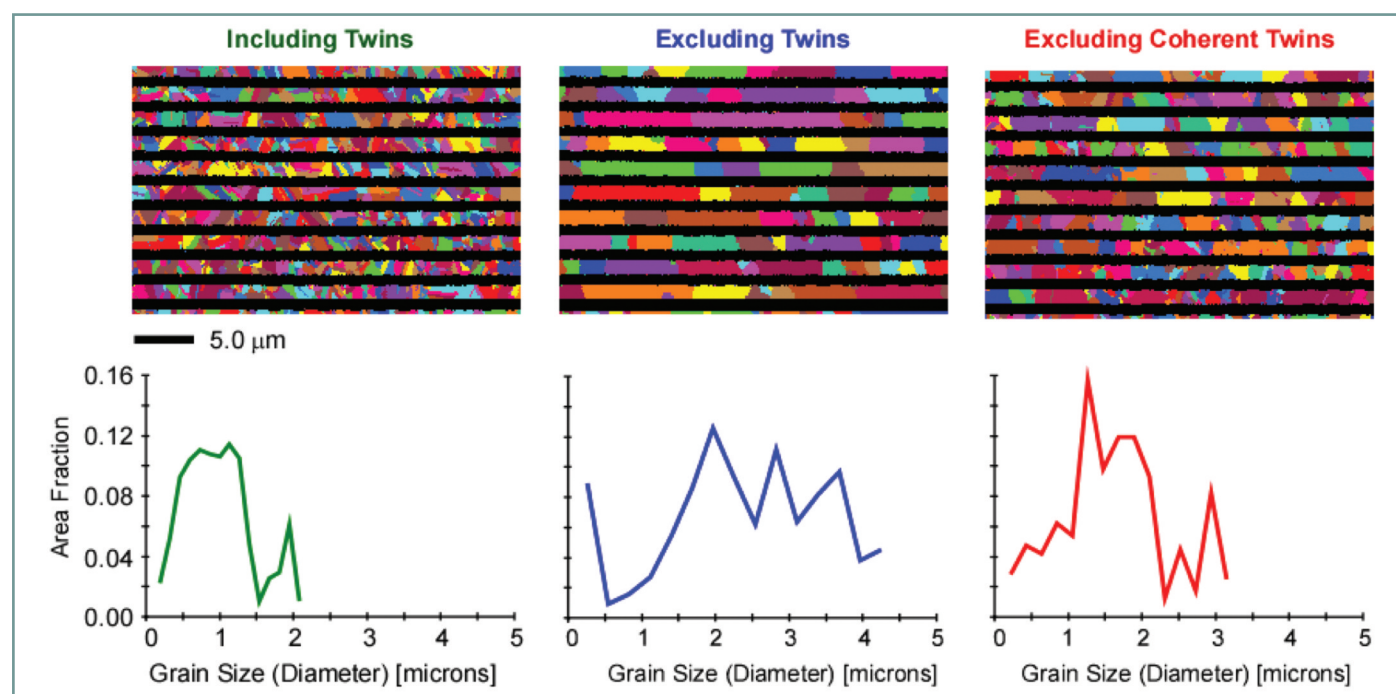 Including Twins
Excluding Twins
Excluding Coherent Twins
5.0 μm
Area Fraction
0.16
0.12
0.08
0.04
0.00
0 1 2 3 4 5
Grain Size (Diameter) [microns]
0 1 2 3 4 5
Grain Size (Diameter) [microns]
0 1 2 3 4 5
Grain Size (Diameter) [microns]